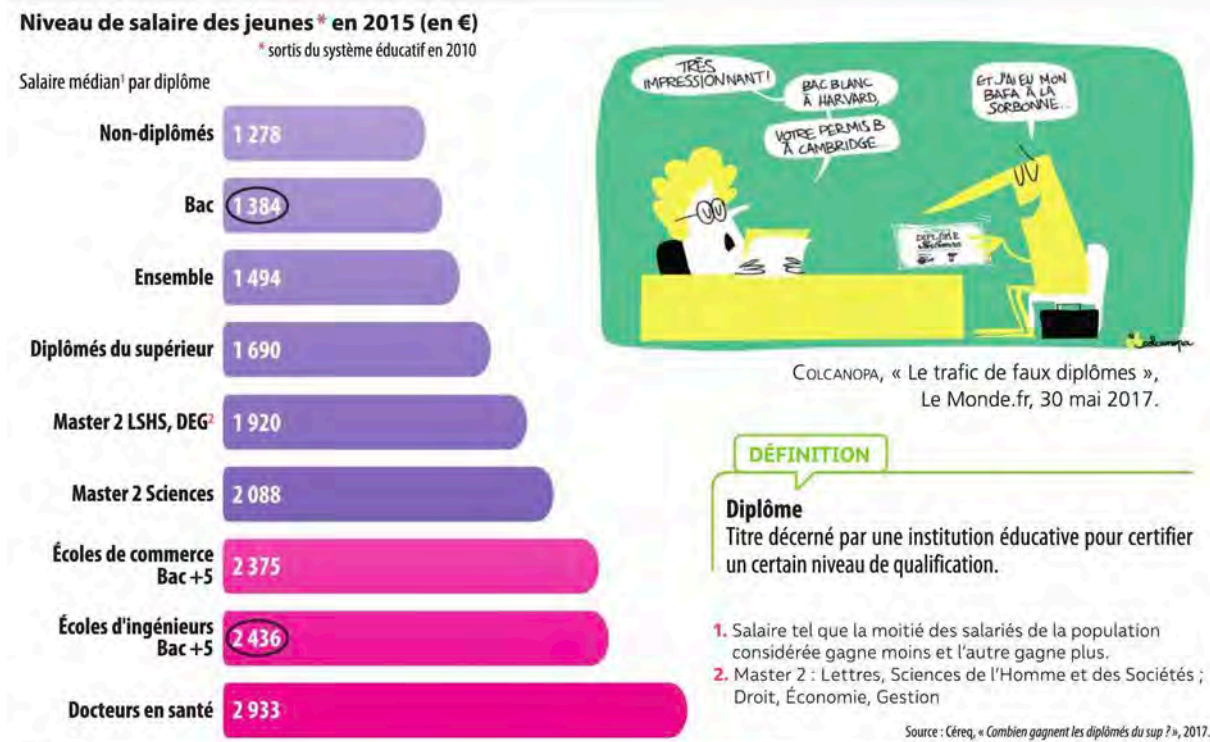 Niveau de salaire des jeunes * en 2015 (en €)
* sortis du système éducatif en 2010
Salaire médian¹ par diplôme
Non-diplômés 1 278
Bac 1 384
Ensemble 1 494
Diplômés du supérieur 1 690
Master 2 LSHS, DEG² 1 920
Master 2 Sciences 2 088
Écoles de commerce
Bac +5 2 375
Écoles d'ingénieurs
Bac +5 2 436
Docteurs en santé 2 933
TRÈS
IMPRESSIONNANT!
BAC BLANC
À HARVARD,
VOTRE PERMIS B
À CAMBRIDGE...
ET J'AI EU MON
BAFA À LA
SORBONNE...
DIPLÔME
colcanopa
COLCANOPA, « Le trafic de faux diplômes »,
Le Monde.fr, 30 mai 2017.
DÉFINITION
Diplôme
Titre décerné par une institution éducative pour certifier
un certain niveau de qualification.
1. Salaire tel que la moitié des salariés de la population
considérée gagne moins et l'autre gagne plus.
2. Master 2 : Lettres, Sciences de l'Homme et des Sociétés ;
Droit, Économie, Gestion
Source : Céreq, « Combien gagnent les diplômés du sup ? », 2017.